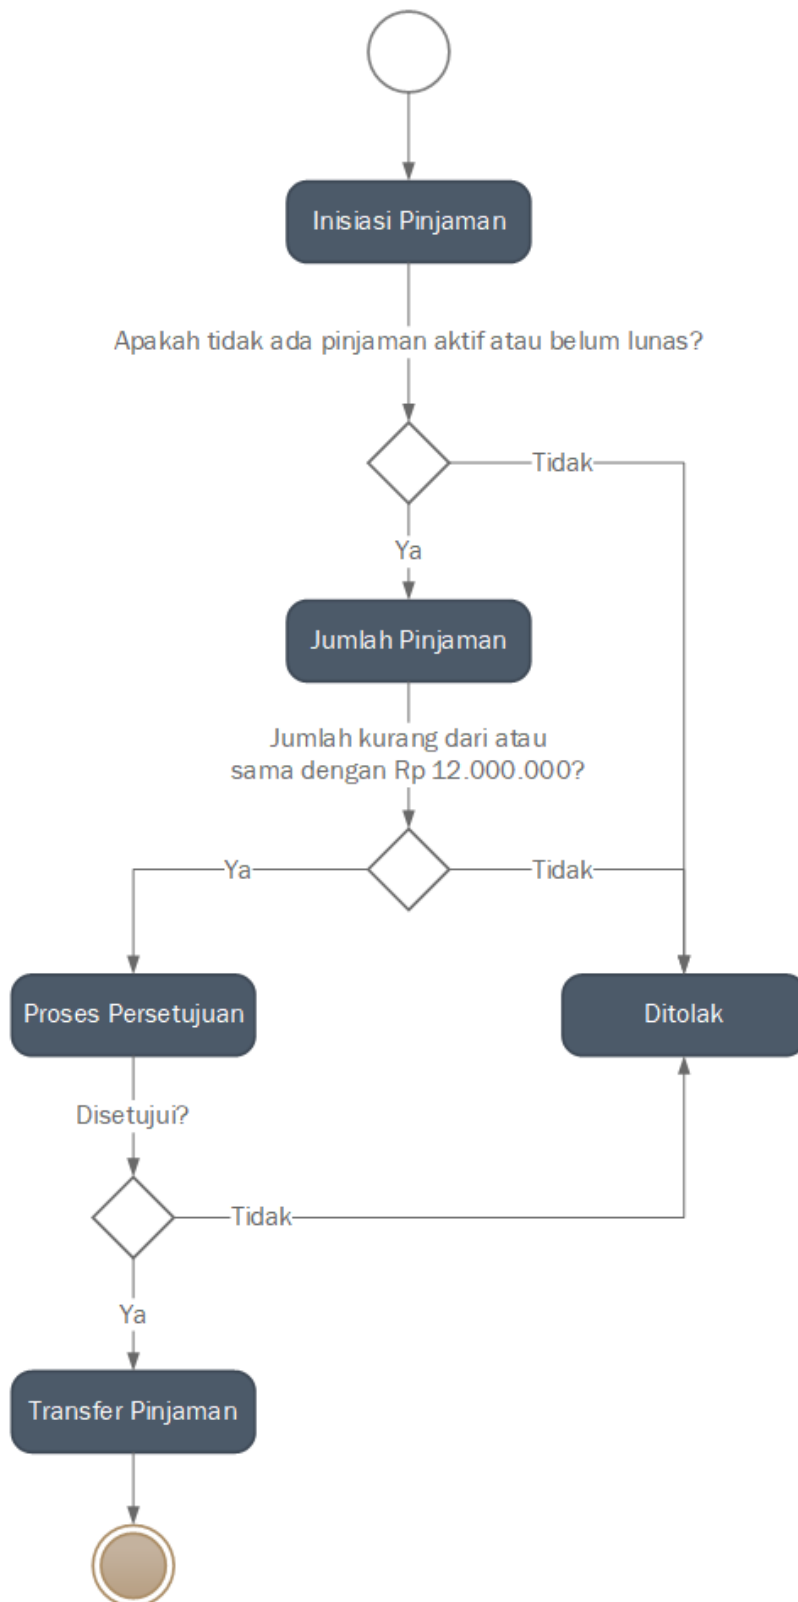 Inisiasi Pinjaman
Apakah tidak ada pinjaman aktif atau belum lunas?
Tidak
Ya
Jumlah Pinjaman
Jumlah kurang dari atau
sama dengan Rp 12.000.000?
Ya
Tidak
Proses Persetujuan
Ditolak
Disetujui?
Tidak
Ya
Transfer Pinjaman